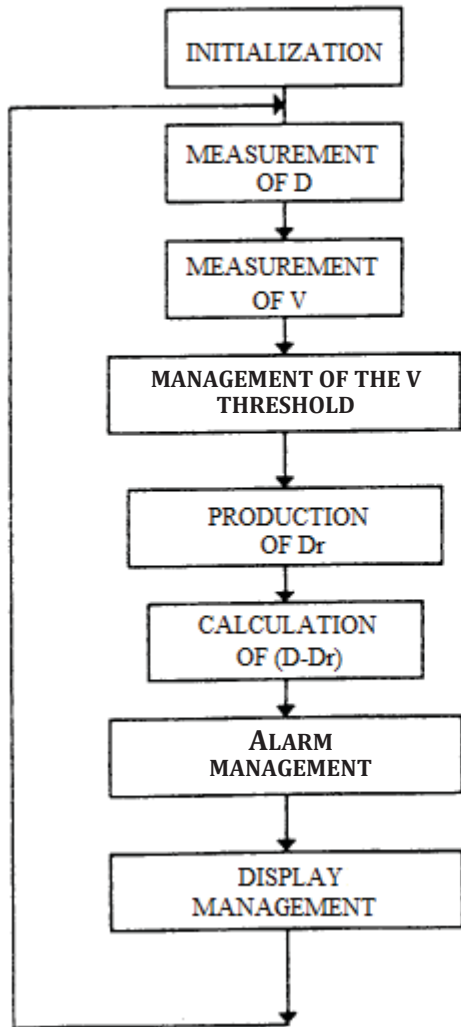 INITIALIZATION
MEASUREMENT
OF D
MEASUREMENT
OF V
MANAGEMENT OF THE V
THRESHOLD
PRODUCTION
OF Dr
CALCULATION
OF (D-Dr)
ALARM
MANAGEMENT
DISPLAY
MANAGEMENT